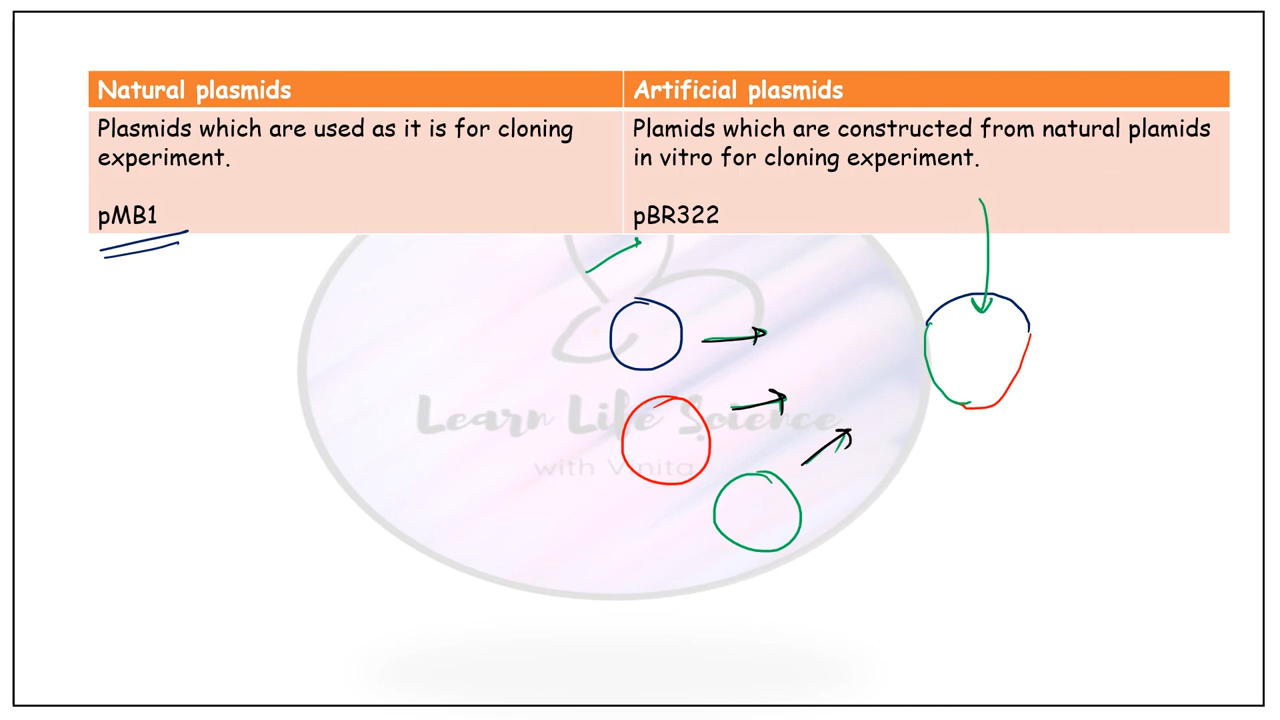 Natural plasmids
Artificial plasmids
Plasmids which are used as it is for cloning
experiment.
pMB1
Plamids which are constructed from natural plamids
in vitro for cloning experiment.
pBR322
Learn Life Science
with Vinita